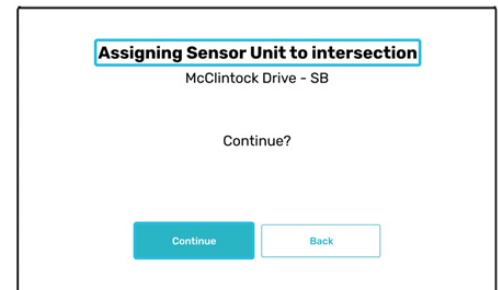 Assigning Sensor Unit to intersection
McClintock Drive - SB
Continue?
Continue
Back